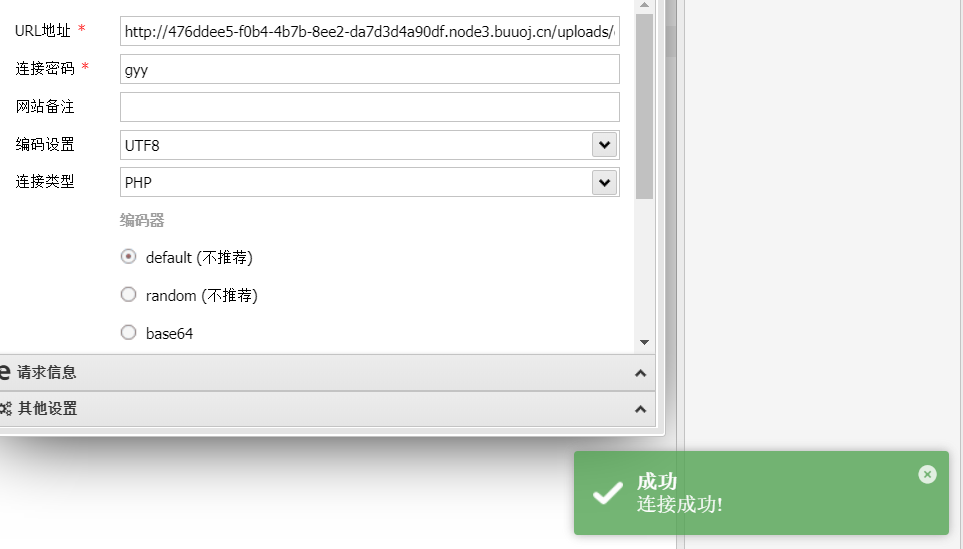 URL地址 *
http://476ddee5-f0b4-4b7b-8ee2-da7d3d4a90df.node3.buuoj.cn/uploads/
连接密码 *
gyy
网站备注
编码设置
UTF8
连接类型
PHP
编码器
default (不推荐)
random (不推荐)
base64
请求信息
其他设置
成功
连接成功!